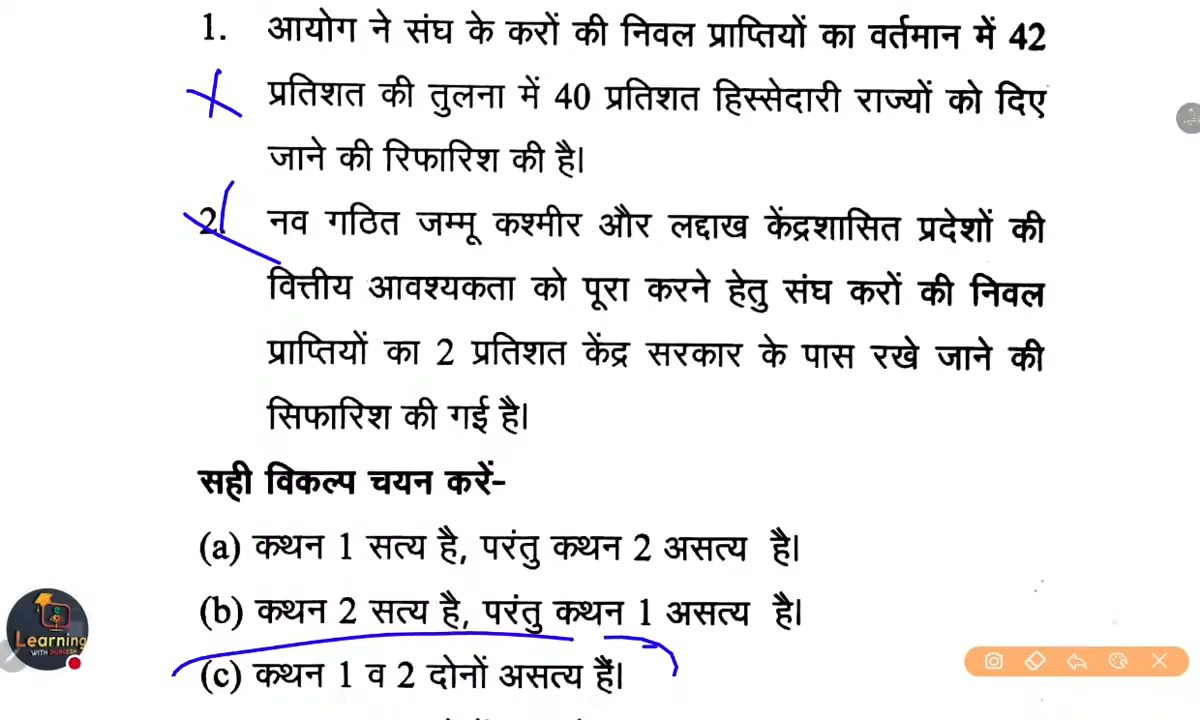 1. आयोग ने संघ के करों की निवल प्राप्तियों का वर्तमान में 42
प्रतिशत की तुलना में 40 प्रतिशत हिस्सेदारी राज्यों को दिए
जाने की रिफारिश की है।
2. नव गठित जम्मू कश्मीर और लद्दाख केंद्रशासित प्रदेशों की
वित्तीय आवश्यकता को पूरा करने हेतु संघ करों की निवल
प्राप्तियों का 2 प्रतिशत केंद्र सरकार के पास रखे जाने की
सिफारिश की गई है।
सही विकल्प चयन करें-
(a) कथन 1 सत्य है, परंतु कथन 2 असत्य है।
(b) कथन 2 सत्य है, परंतु कथन 1 असत्य है।
Learning
(c) कथन 1 व 2 दोनों असत्य हैं।